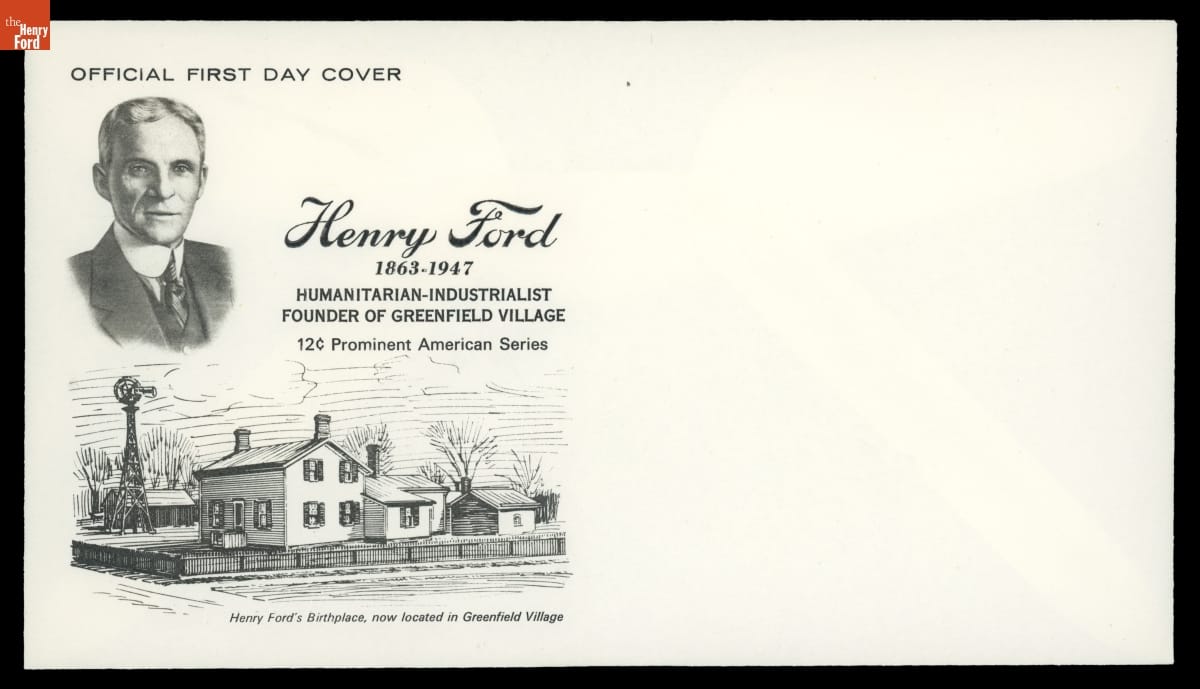 the
Henry
Ford
OFFICIAL FIRST DAY COVER
Henry Ford
1863-1947
HUMANITARIAN-INDUSTRIALIST
FOUNDER OF GREENFIELD VILLAGE
12¢ Prominent American Series
Henry Ford's Birthplace, now located in Greenfield Village